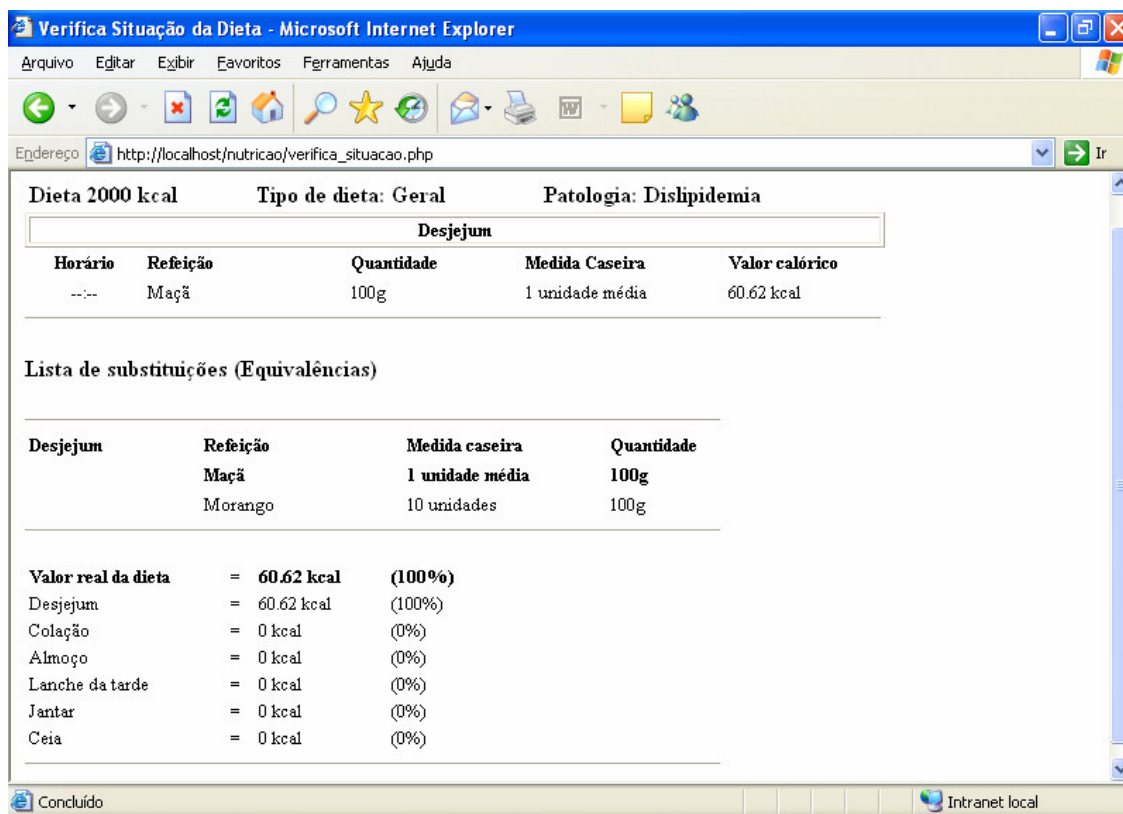 Verifica Situação da Dieta - Microsoft Internet Explorer
Arquivo Editar Exibir Favoritos Ferramentas Ajuda
Endereço http://localhost/nutricao/verifica_situacao.php Ir
Dieta 2000 kcal Tipo de dieta: Geral Patologia: Dislipidemia
Desjejum
Horário Refeição Quantidade Medida Caseira Valor calórico
--:-- Maçã 100g 1 unidade média 60.62 kcal
Lista de substituições (Equivalências)
Desjejum Refeição Medida caseira Quantidade
Maçã 1 unidade média 100g
Morango 10 unidades 100g
Valor real da dieta = 60.62 kcal (100%)
Desjejum = 60.62 kcal (100%)
Colação = 0 kcal (0%)
Almoço = 0 kcal (0%)
Lanche da tarde = 0 kcal (0%)
Jantar = 0 kcal (0%)
Ceia = 0 kcal (0%)
Concluído Intranet local